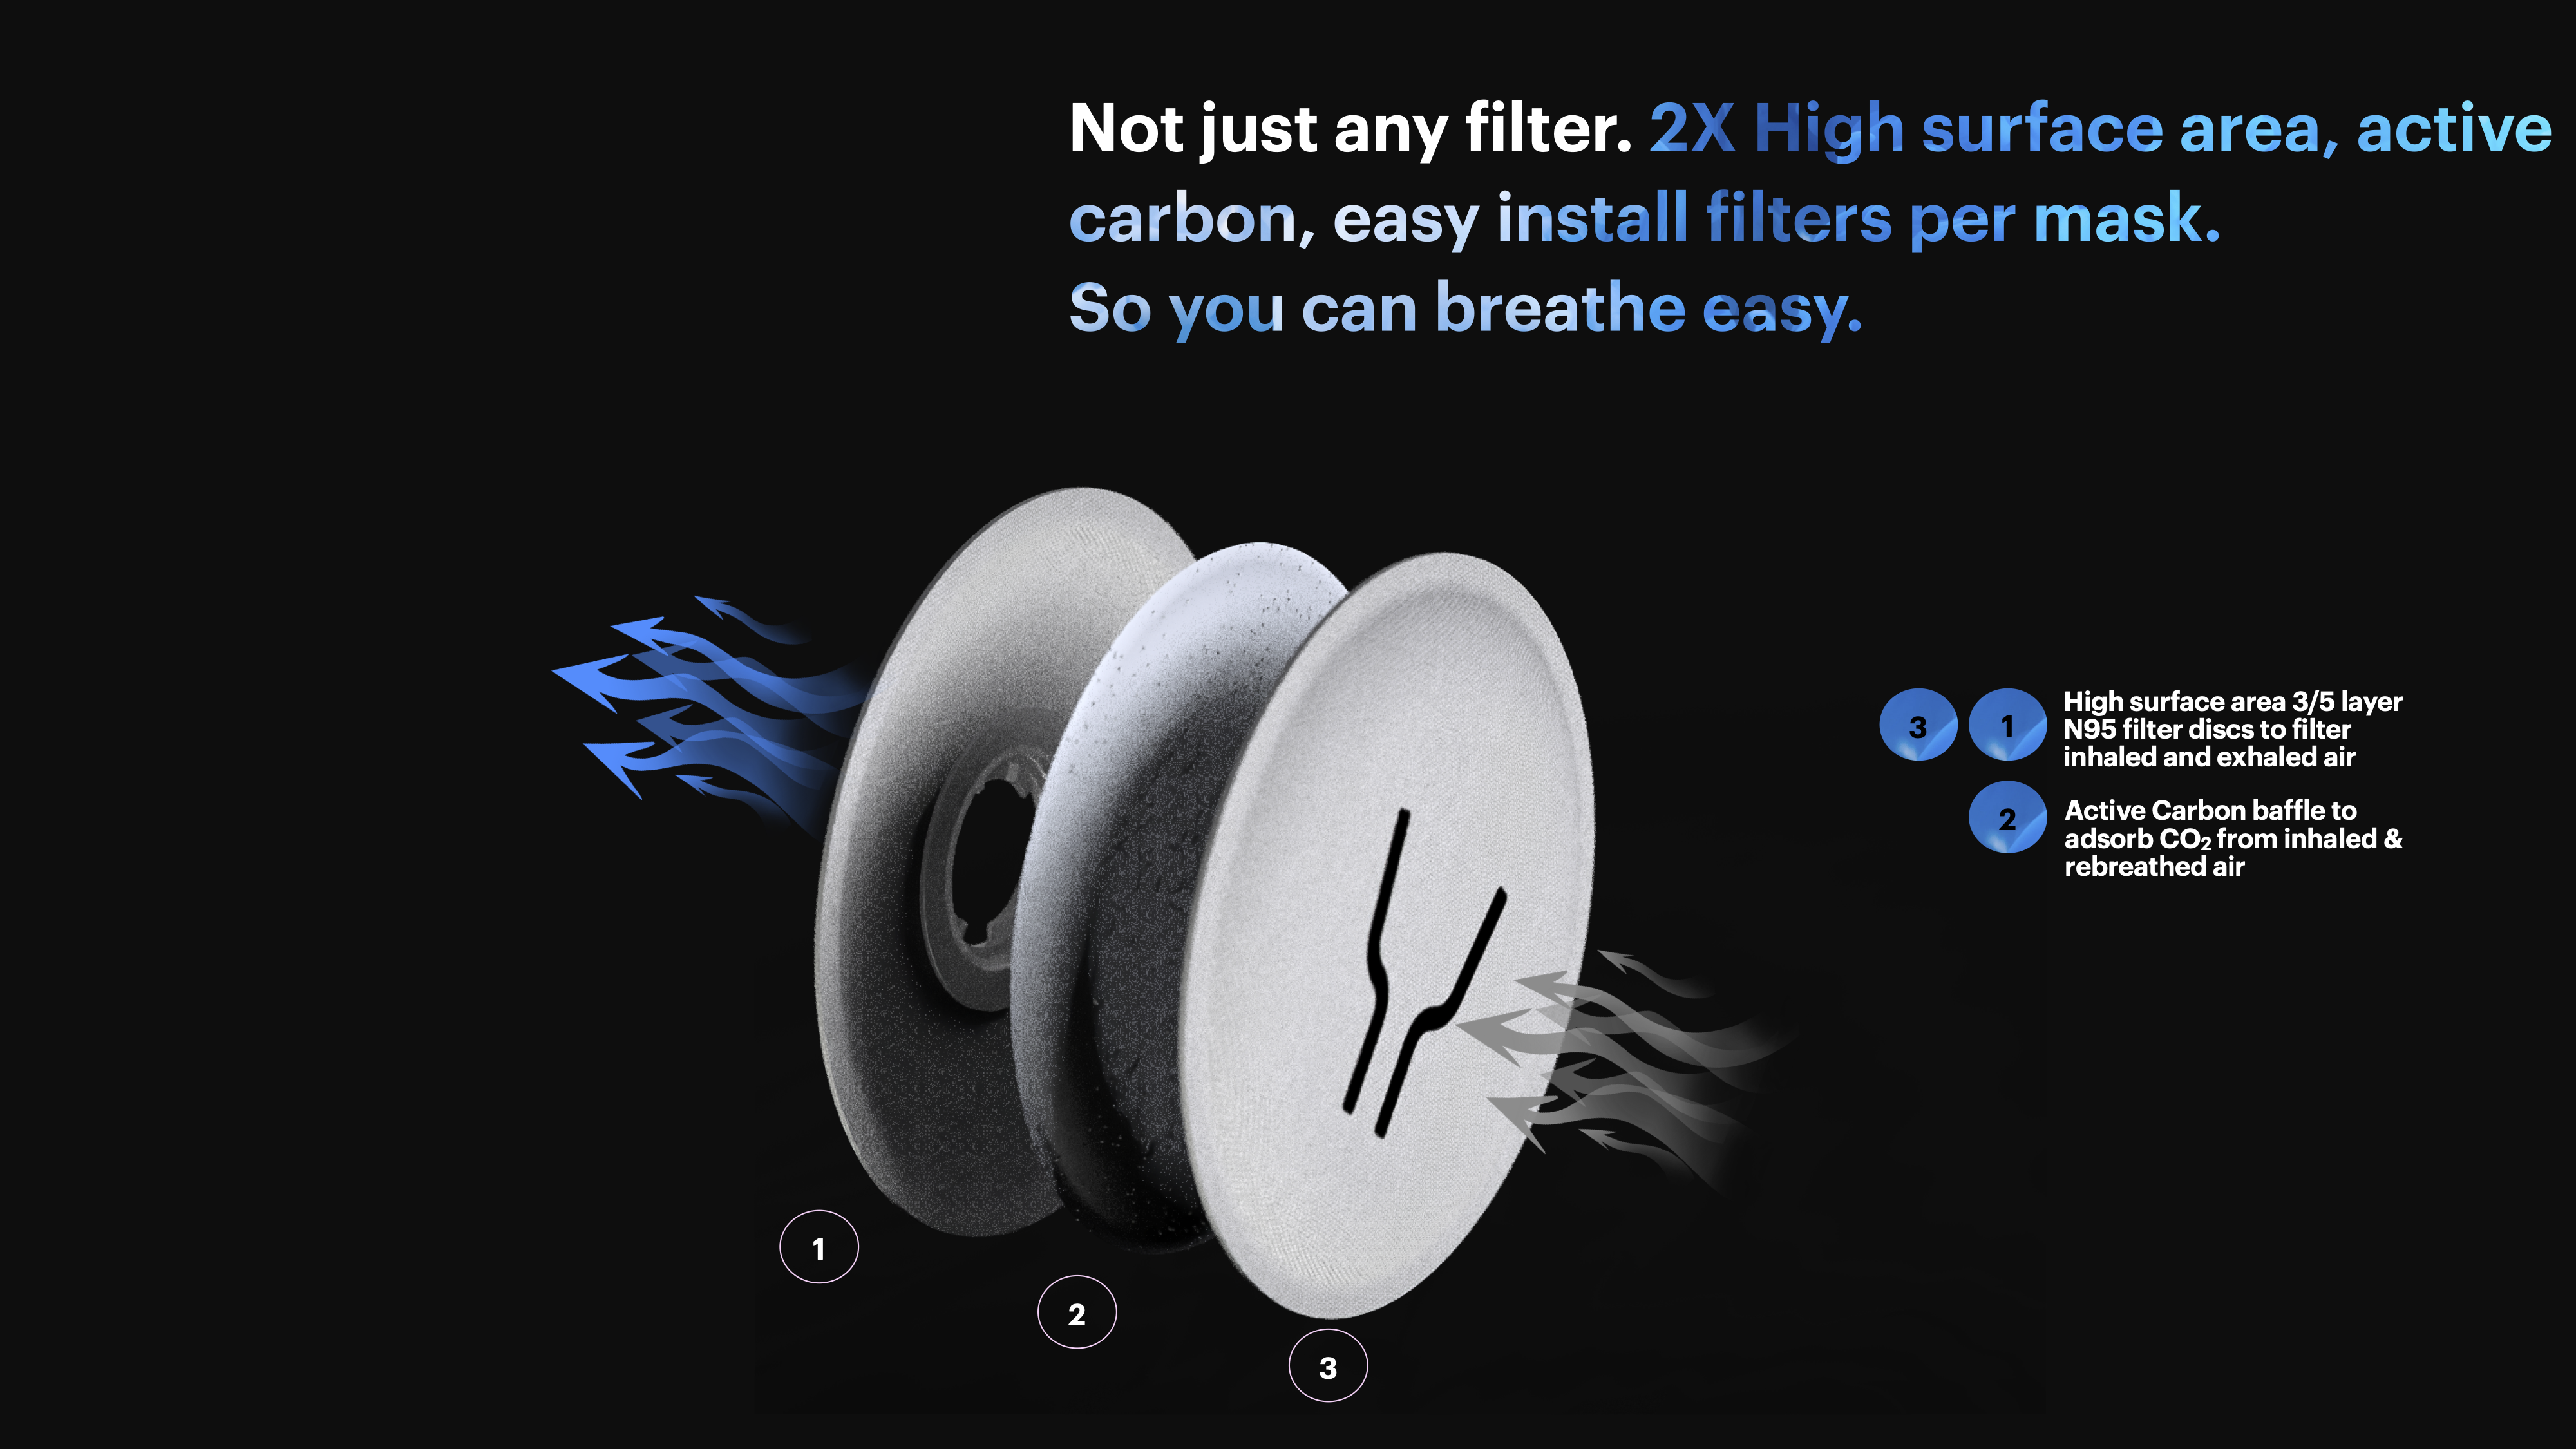 Not just any filter. 2X High surface area, active
carbon, easy install filters per mask.
So you can breathe easy.
3 1 High surface area 3/5 layer
N95 filter discs to filter
inhaled and exhaled air
2 Active Carbon baffle to
adsorb CO₂ from inhaled &
rebreathed air
1
2
3